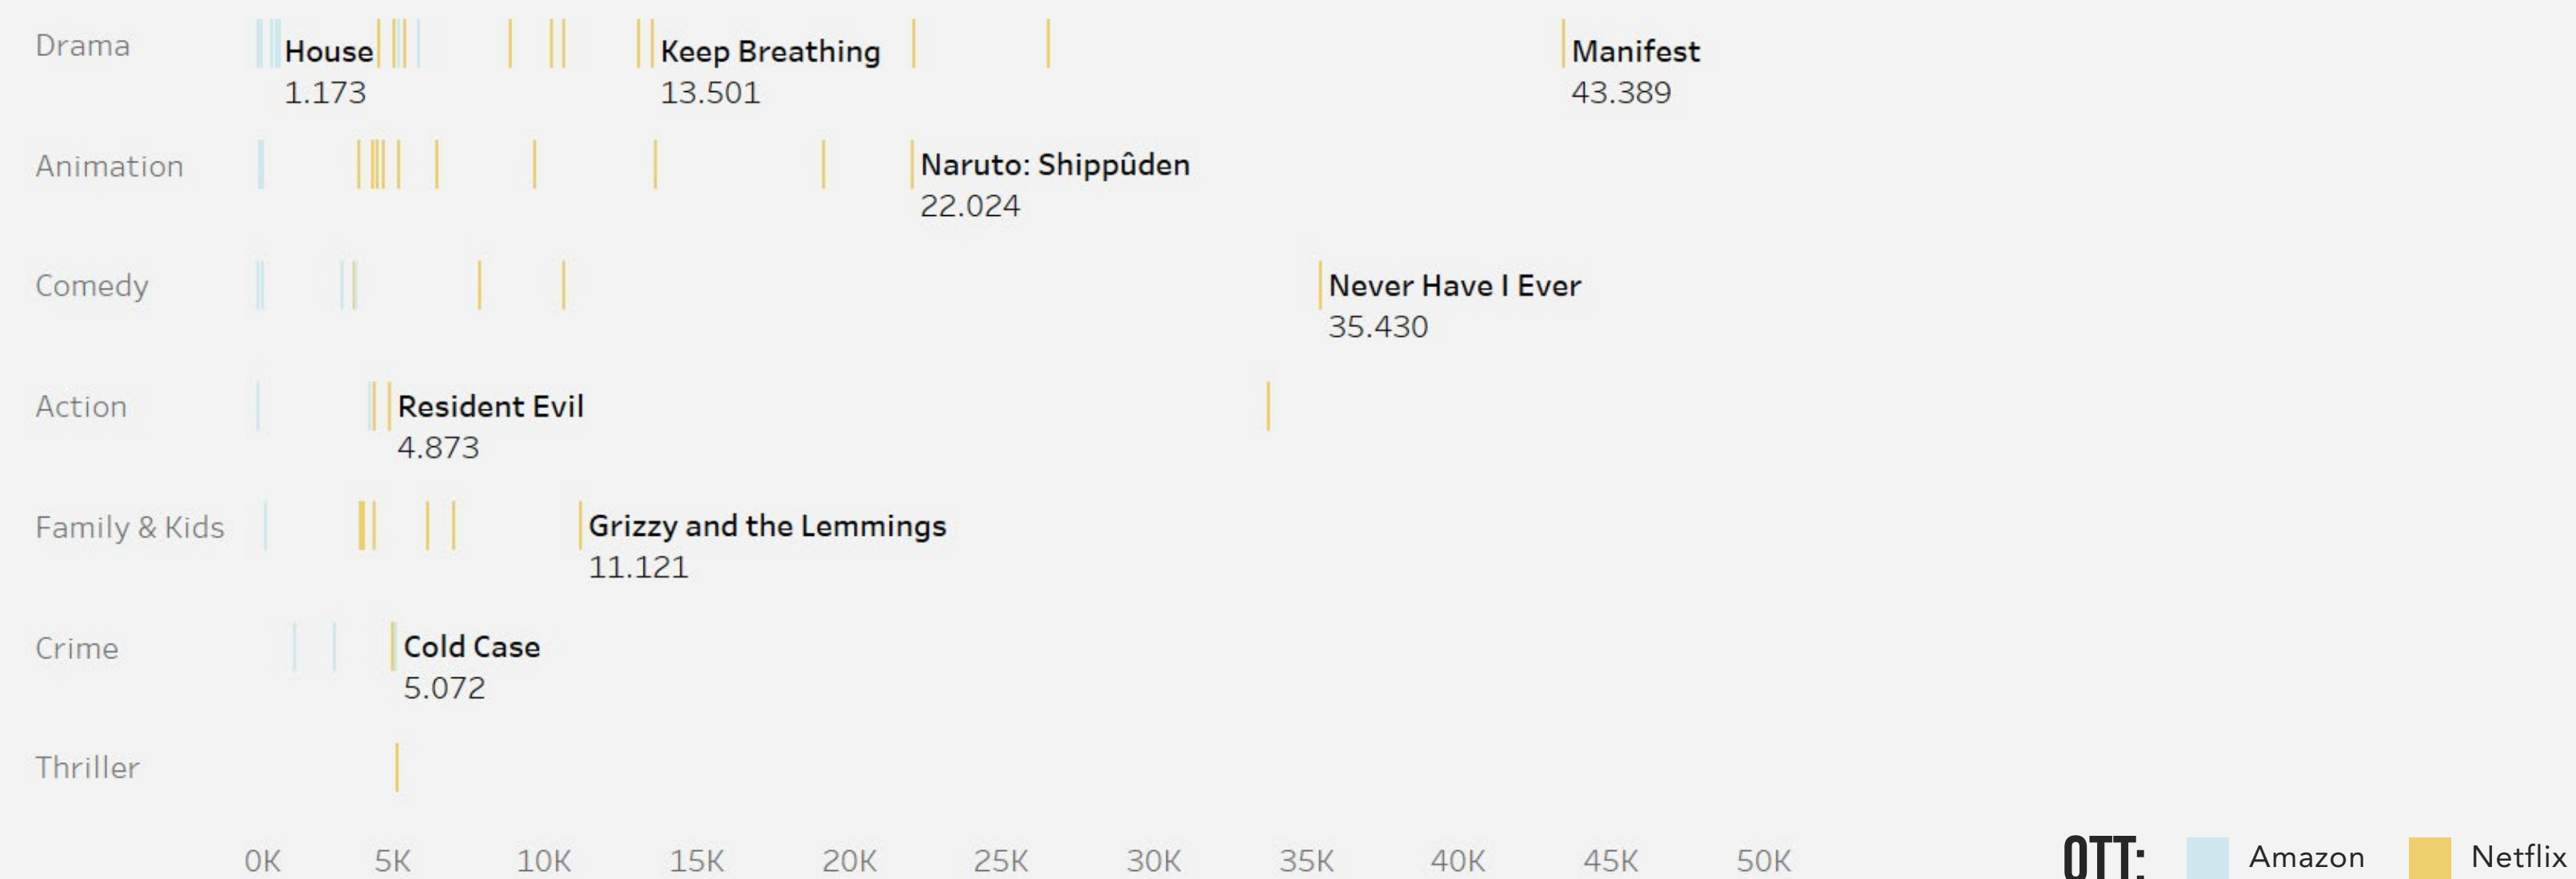 Drama
House
1.173
Keep Breathing
13.501
Manifest
43.389
Animation
Naruto: Shippûden
22.024
Comedy
Never Have I Ever
35.430
Action
Resident Evil
4.873
Family & Kids
Grizzy and the Lemmings
11.121
Crime
Cold Case
5.072
Thriller
0K 5K 10K 15K 20K 25K 30K 35K 40K 45K 50K
OTT: Amazon Netflix